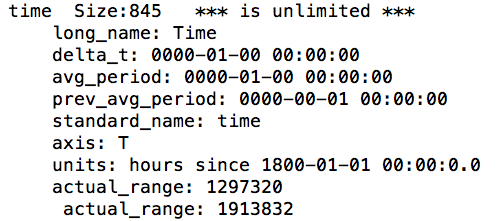 time  Size:845   *** is unlimited ***
    long_name: Time
    delta_t: 0000-01-00 00:00:00
    avg_period: 0000-01-00 00:00:00
    prev_avg_period: 0000-00-01 00:00:00
    standard_name: time
    axis: T
    units: hours since 1800-01-01 00:00:0.0
    actual_range: 1297320
     actual_range: 1913832